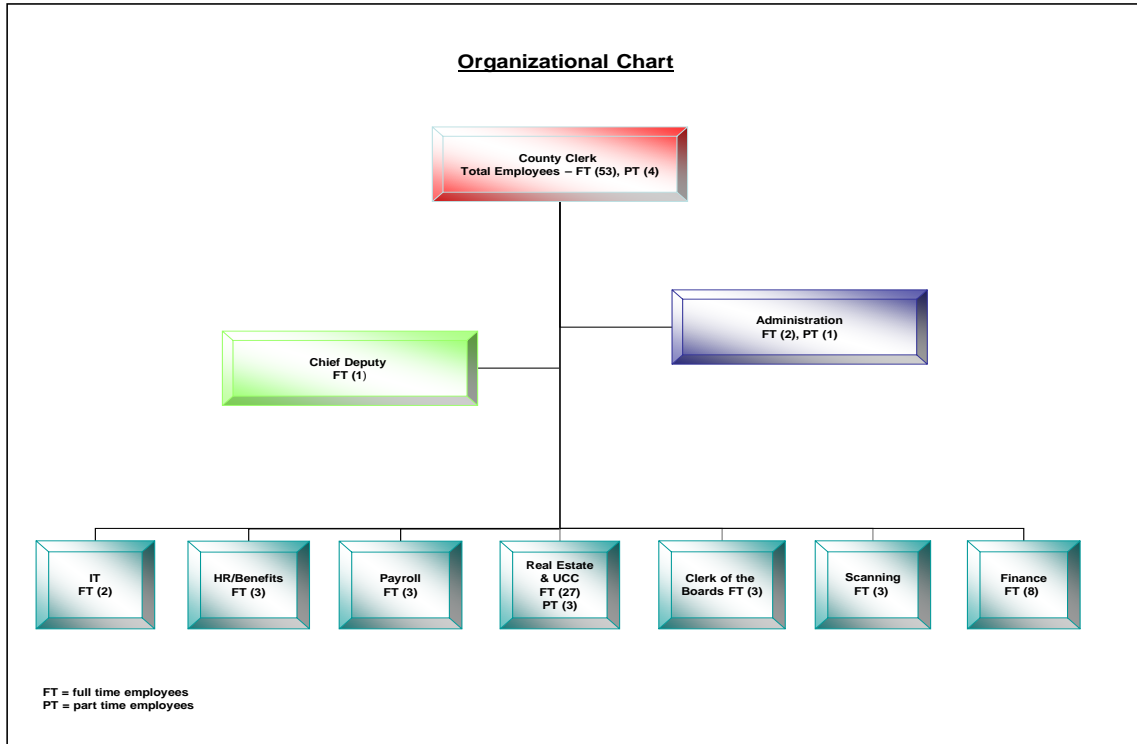 Organizational Chart
County Clerk
Total Employees – FT (53), PT (4)
Administration
FT (2), PT (1)
Chief Deputy
FT (1)
IT
FT (2)
HR/Benefits
FT (3)
Payroll
FT (3)
Real Estate
& UCC
FT (27)
PT (3)
Clerk of the
Boards FT (3)
Scanning
FT (3)
Finance
FT (8)
FT = full time employees
PT = part time employees